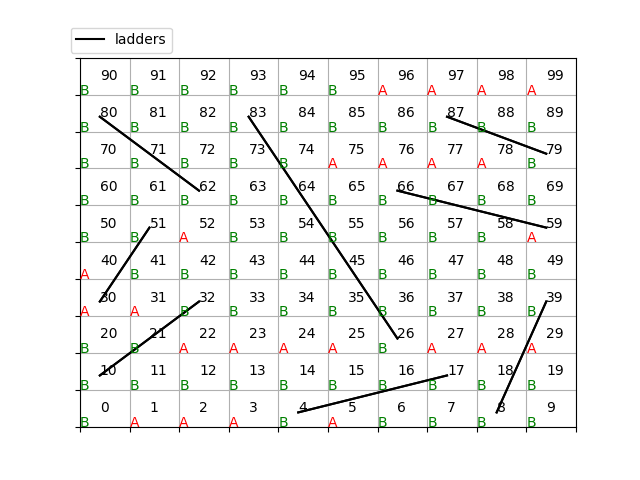 ladders
90 91 92 93 94 95 96 97 98 99
B B B B B B A A A A
80 81 82 83 84 85 86 87 88 89
B B B B B B B B B B
70 71 72 73 74 75 76 77 78 79
B B B B B A A A A B
60 61 62 63 64 65 66 67 68 69
B B B B B B B B B B
50 51 52 53 54 55 56 57 58 59
B B A B B B B B B A
40 41 42 43 44 45 46 47 48 49
A B B B B B B B B B
30 31 32 33 34 35 36 37 38 39
A A B B B B B B B B
20 21 22 23 24 25 26 27 28 29
B B A A A A B A A A
10 11 12 13 14 15 16 17 18 19
B B B B B B B B B B
0 1 2 3 4 5 6 7 8 9
B A A A B A B B B B